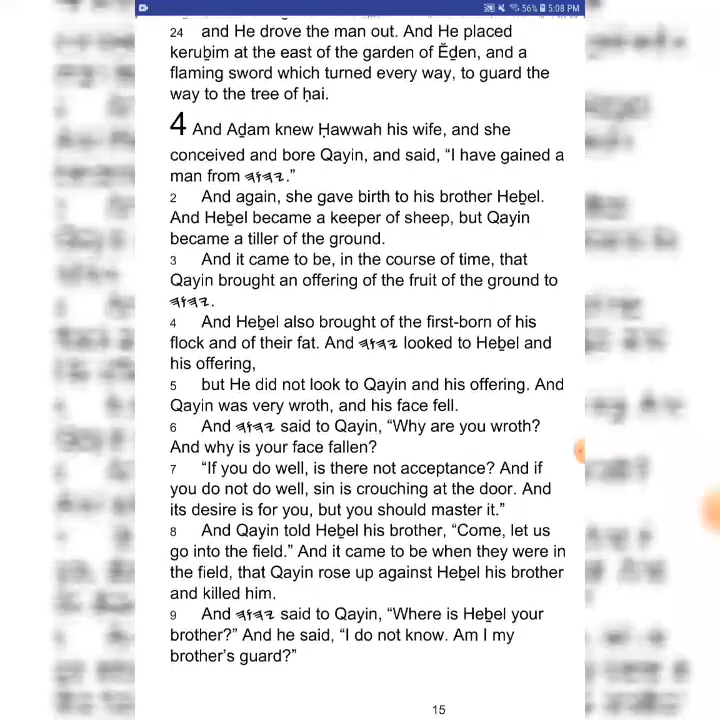 56% 5:08 PM
24 and He drove the man out. And He placed
keruḇim at the east of the garden of Ĕḏen, and a
flaming sword which turned every way, to guard the
way to the tree of ḥai.
4 And Aḏam knew Ḥawwah his wife, and she
conceived and bore Qayin, and said, “I have gained a
man from 𐤉𐤄𐤅𐤄.”
2 And again, she gave birth to his brother Heḇel.
And Heḇel became a keeper of sheep, but Qayin
became a tiller of the ground.
3 And it came to be, in the course of time, that
Qayin brought an offering of the fruit of the ground to
𐤉𐤄𐤅𐤄.
4 And Heḇel also brought of the first-born of his
flock and of their fat. And 𐤉𐤄𐤅𐤄 looked to Heḇel and
his offering,
5 but He did not look to Qayin and his offering. And
Qayin was very wroth, and his face fell.
6 And 𐤉𐤄𐤅𐤄 said to Qayin, “Why are you wroth?
And why is your face fallen?
7 “If you do well, is there not acceptance? And if
you do not do well, sin is crouching at the door. And
its desire is for you, but you should master it.”
8 And Qayin told Heḇel his brother, “Come, let us
go into the field.” And it came to be when they were in
the field, that Qayin rose up against Heḇel his brother
and killed him.
9 And 𐤉𐤄𐤅𐤄 said to Qayin, “Where is Heḇel your
brother?” And he said, “I do not know. Am I my
brother’s guard?”
15